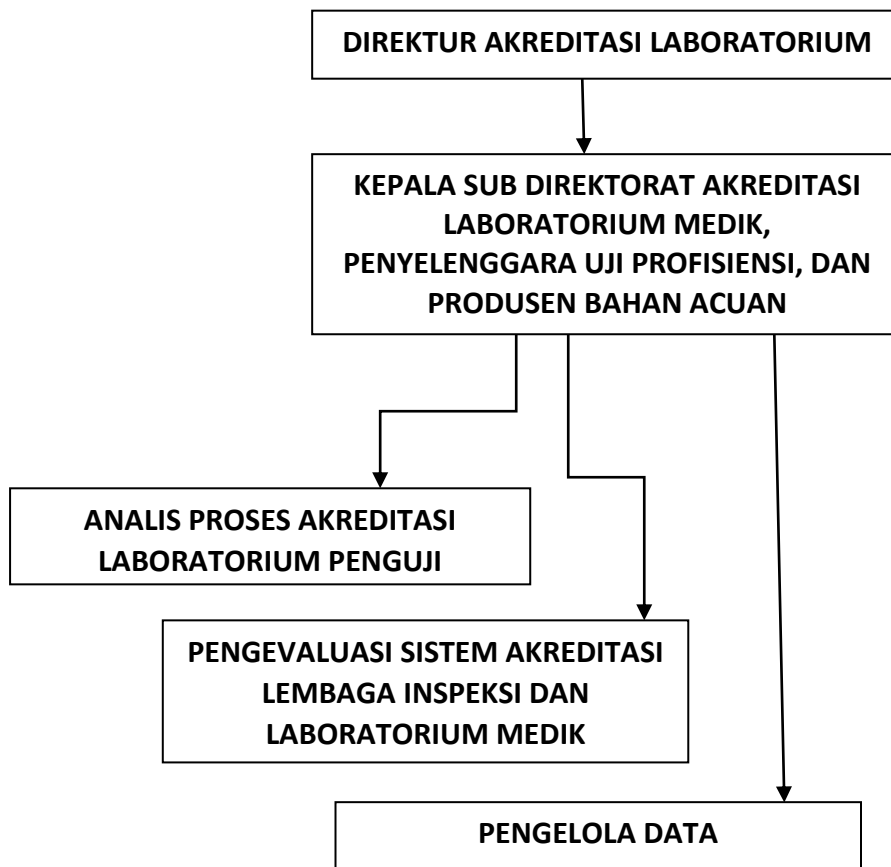 DIREKTUR AKREDITASI LABORATORIUM
KEPALA SUB DIREKTORAT AKREDITASI
LABORATORIUM MEDIK,
PENYELENGGARA UJI PROFISIENSI, DAN
PRODUSEN BAHAN ACUAN
ANALIS PROSES AKREDITASI
LABORATORIUM PENGUJI
PENGEVALUASI SISTEM AKREDITASI
LEMBAGA INSPEKSI DAN
LABORATORIUM MEDIK
PENGELOLA DATA